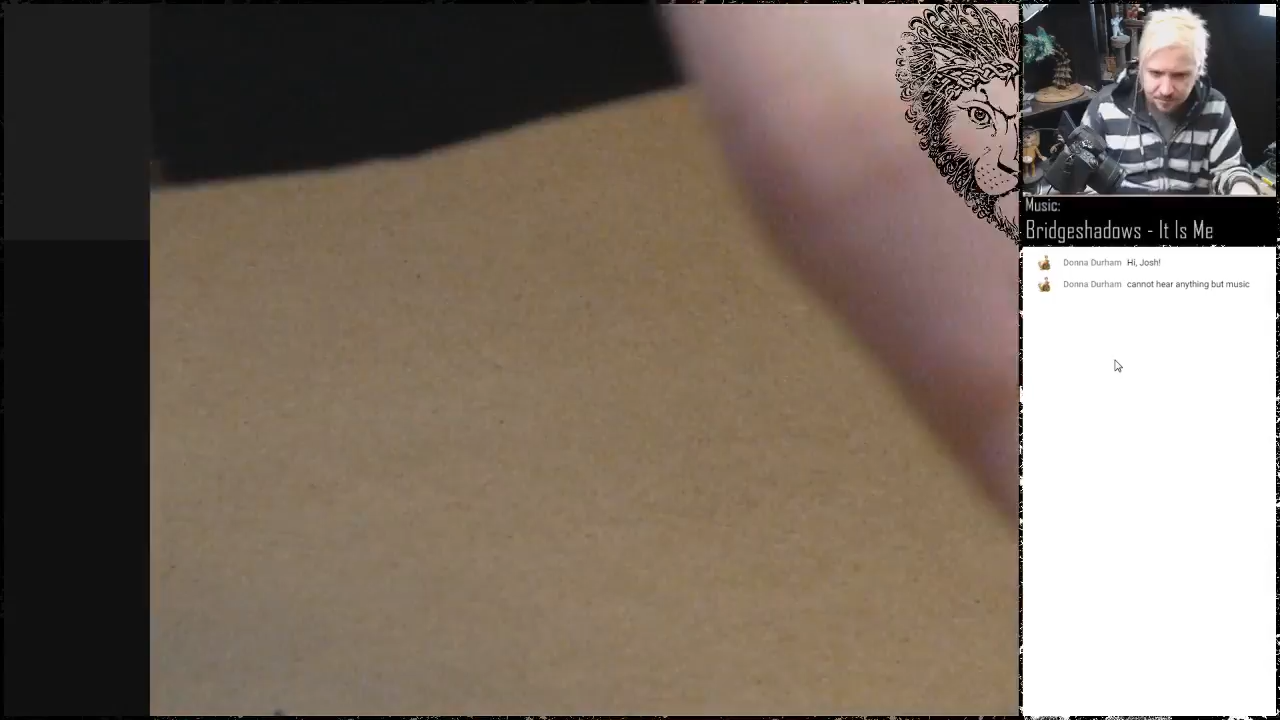 Music:
Bridgeshadows - It Is Me
Donna Durham Hi, Josh!
Donna Durham cannot hear anything but music